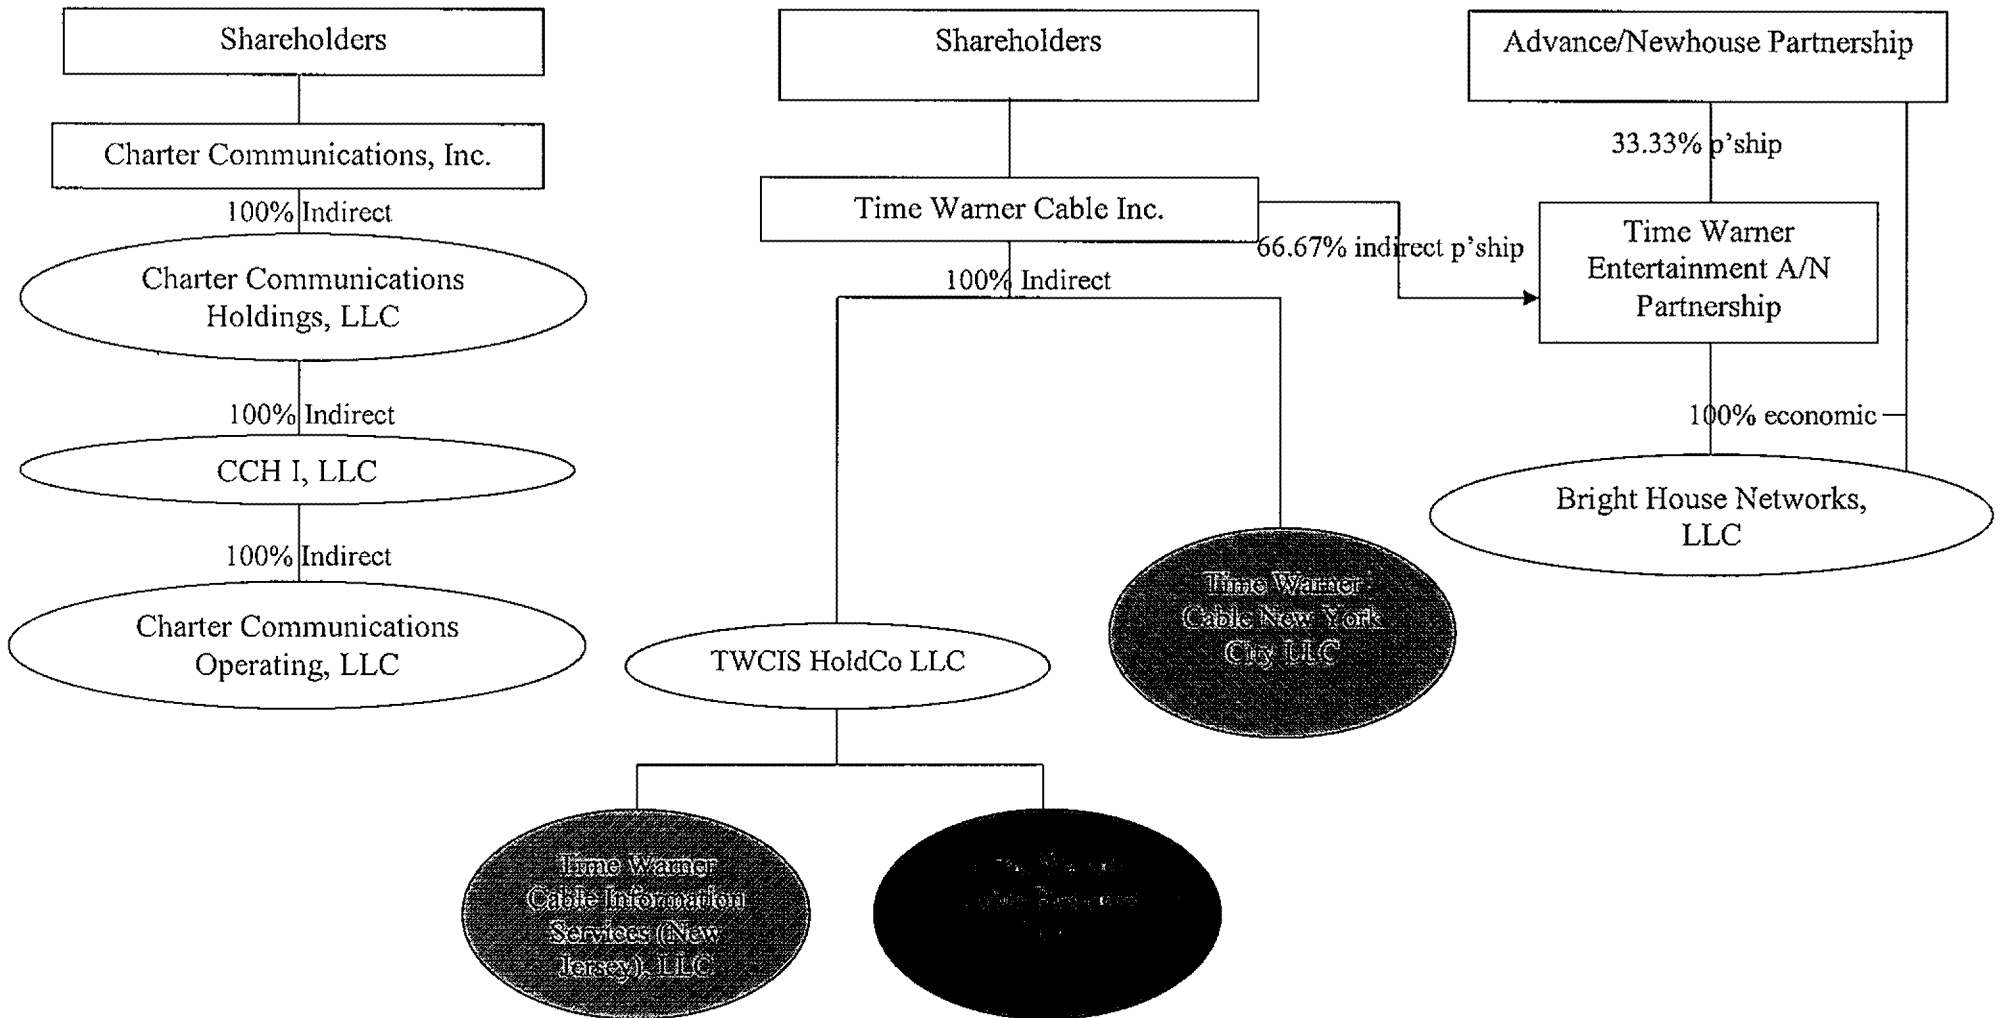 Shareholders
Charter Communications, Inc.
100% Indirect
Charter Communications
Holdings, LLC
100% Indirect
CCH I, LLC
100% Indirect
Charter Communications
Operating, LLC
Shareholders
Time Warner Cable Inc.
66.67% indirect p'ship
100% Indirect
TWCIS HoldCo LLC
Time Warner
Cable New York
City LLC
Time Warner
Cable Information
Services (New
Jersey), LLC
Advance/Newhouse Partnership
33.33% p'ship
Time Warner
Entertainment A/N
Partnership
100% economic
Bright House Networks,
LLC